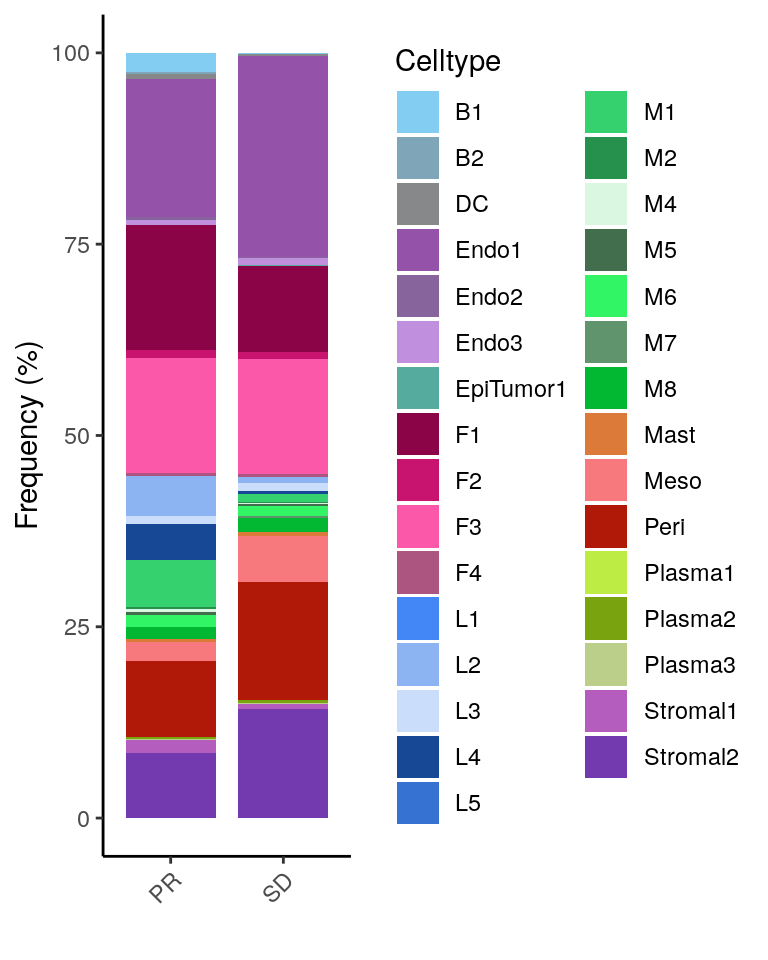 Frequency (%)
100
75
50
25
0
PR
SD
Celltype
B1
B2
DC
Endo1
Endo2
Endo3
EpiTumor1
F1
F2
F3
F4
L1
L2
L3
L4
L5
M1
M2
M4
M5
M6
M7
M8
Mast
Meso
Peri
Plasma1
Plasma2
Plasma3
Stromal1
Stromal2